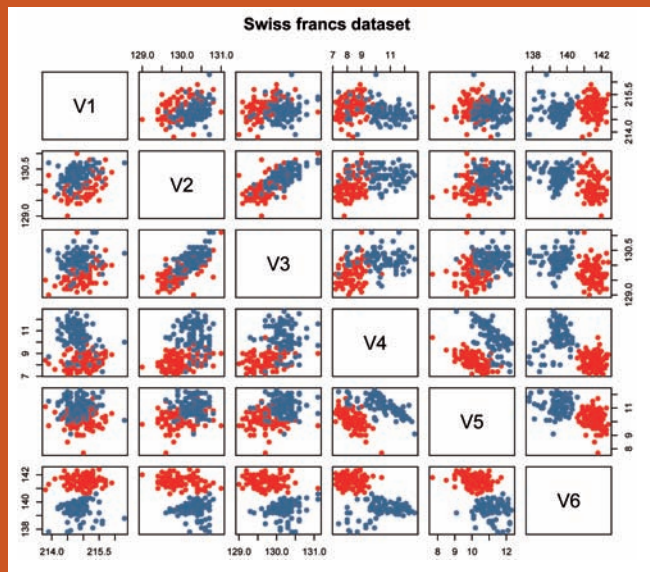 Swiss francs dataset
129.0 130.0 131.0
7 8 9 11
138 140 142
V1
214.0 215.5
129.0 130.5
V2
V3
129.0 130.5
7 9 11
V4
V5
8 9 11
138 140 142
V6
214.0 215.5
129.0 130.0 131.0
8 9 10 12